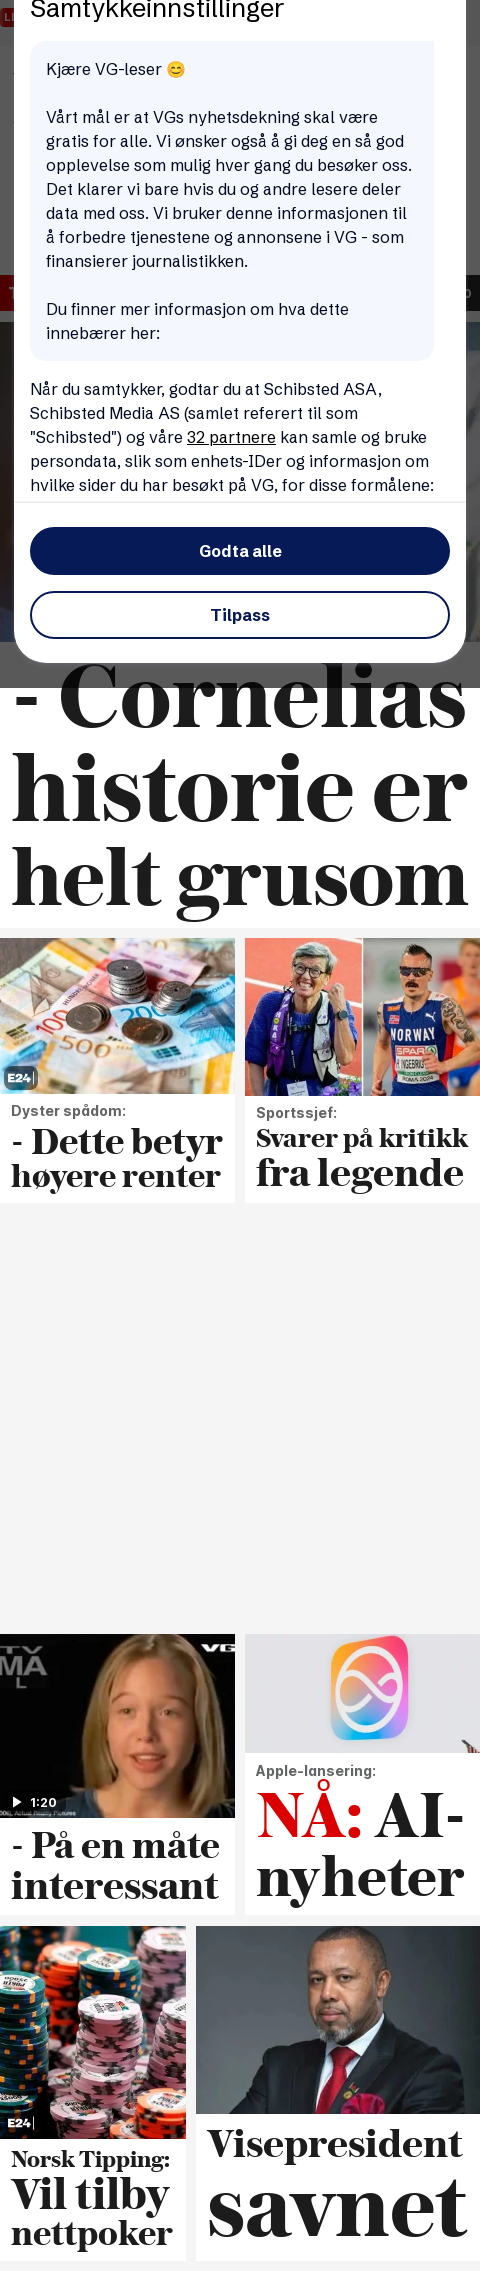 Samtykkeinnstillinger
Kjære VG-leser 😊
Vårt mål er at VGs nyhetsdekning skal være
gratis for alle. Vi ønsker også å gi deg en så god
opplevelse som mulig hver gang du besøker oss.
Det klarer vi bare hvis du og andre lesere deler
data med oss. Vi bruker denne informasjonen til
å forbedre tjenestene og annonsene i VG - som
finansierer journalistikken.
Du finner mer informasjon om hva dette
innebærer her:
Når du samtykker, godtar du at Schibsted ASA,
Schibsted Media AS (samlet referert til som
"Schibsted") og våre 32 partnere kan samle og bruke
persondata, slik som enhets-IDer og informasjon om
hvilke sider du har besøkt på VG, for disse formålene:
Godta alle
Tilpass
- Cornelias
historie er
helt grusom
E24
Dyster spådom:
- Dette betyr
høyere renter
NORWAY
SPAR
ROMA 2024
Sportssjef:
Svarer på kritikk
fra legende
TV
MA
L
VG
1:20
- På en måte
interessant
Apple-lansering:
NÅ: AI-
nyheter
E24
Norsk Tipping:
Vil tilby
nettpoker
Visepresident
savnet